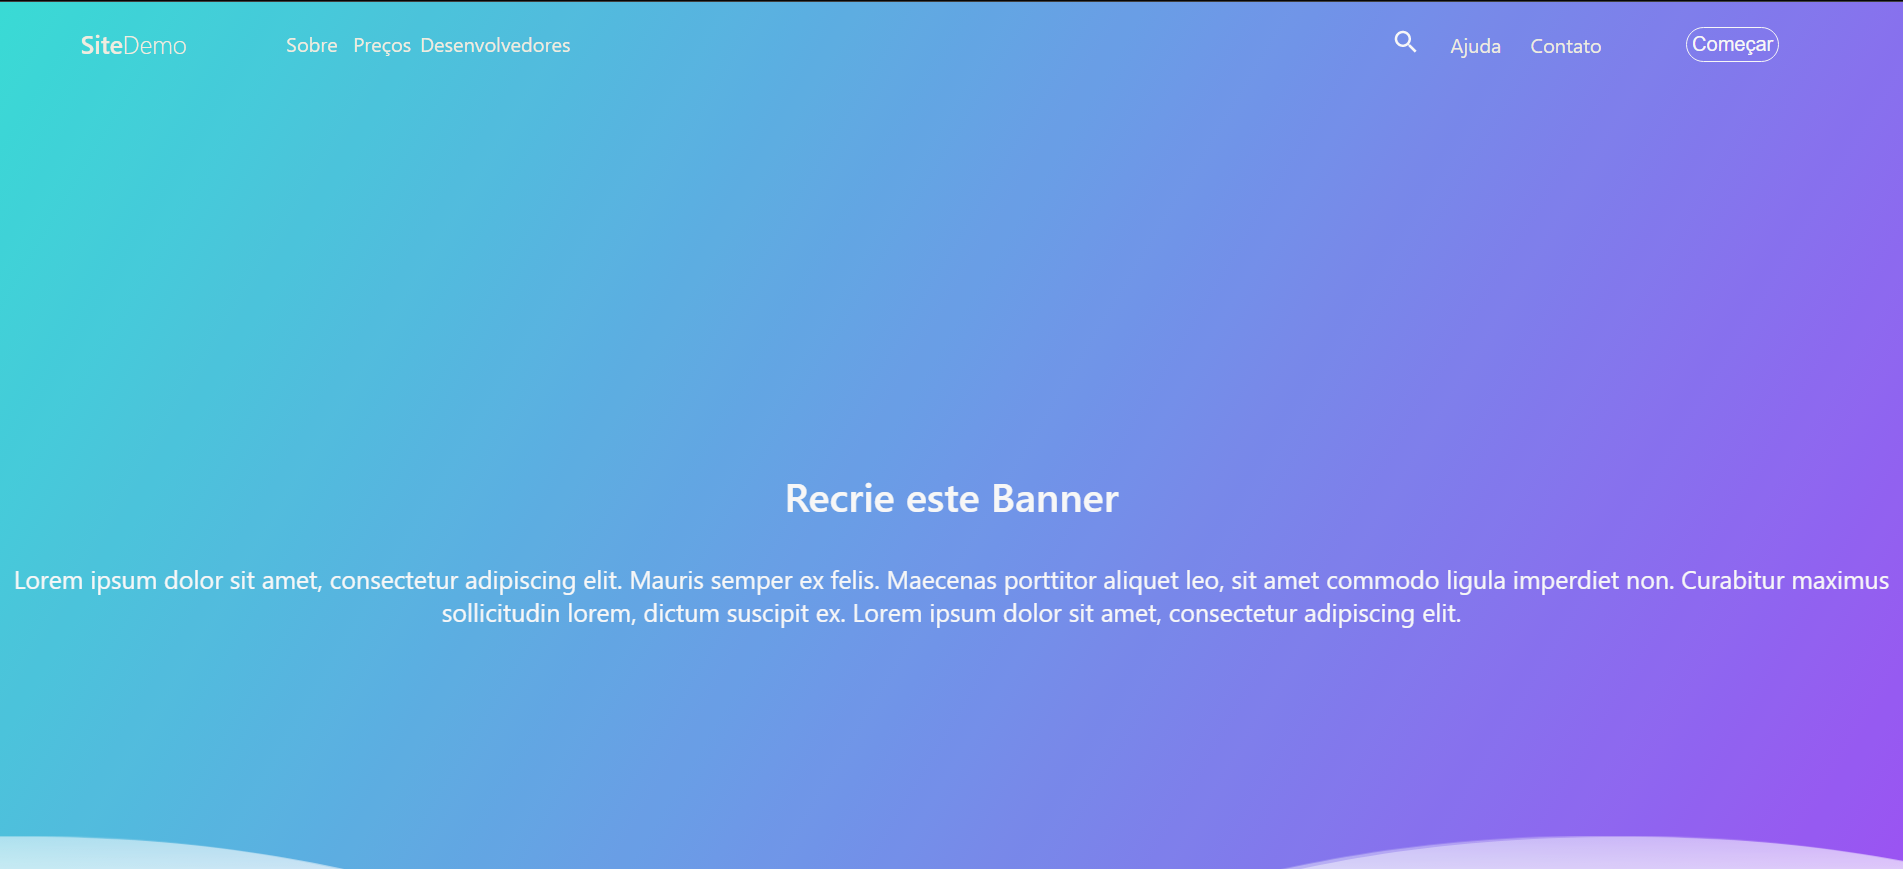 SiteDemo Sobre Preços Desenvolvedores Ajuda Contato Começar
Recrie este Banner
Lorem ipsum dolor sit amet, consectetur adipiscing elit. Mauris semper ex felis. Maecenas porttitor aliquet leo, sit amet commodo ligula imperdiet non. Curabitur maximus
sollicitudin lorem, dictum suscipit ex. Lorem ipsum dolor sit amet, consectetur adipiscing elit.